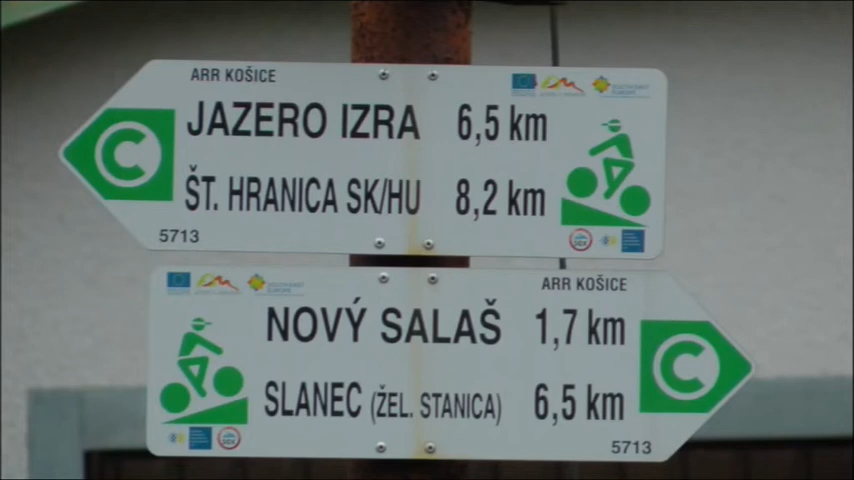 ARR KOŠICE
JAZERO IZRA 6,5 km
ŠT. HRANICA SK/HU 8,2 km
C
5713
ARR KOŠICE
NOVÝ SALAŠ 1,7 km
SLANEC (ŽEL. STANICA) 6,5 km
C
5713